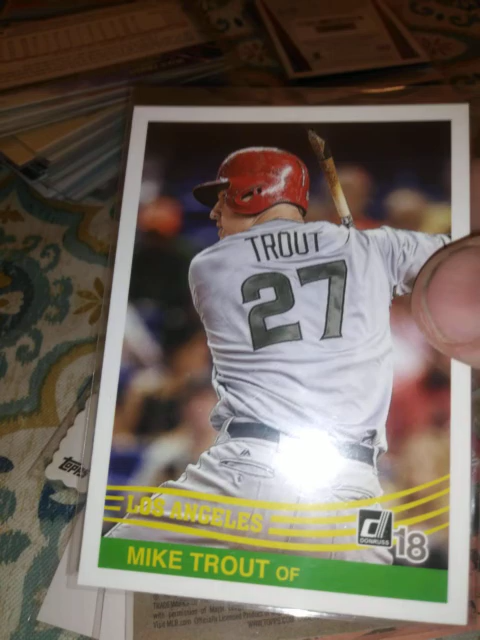 TROUT
27
LOS ANGELES
d
DONRUSS
18
MIKE TROUT OF
TOPPS